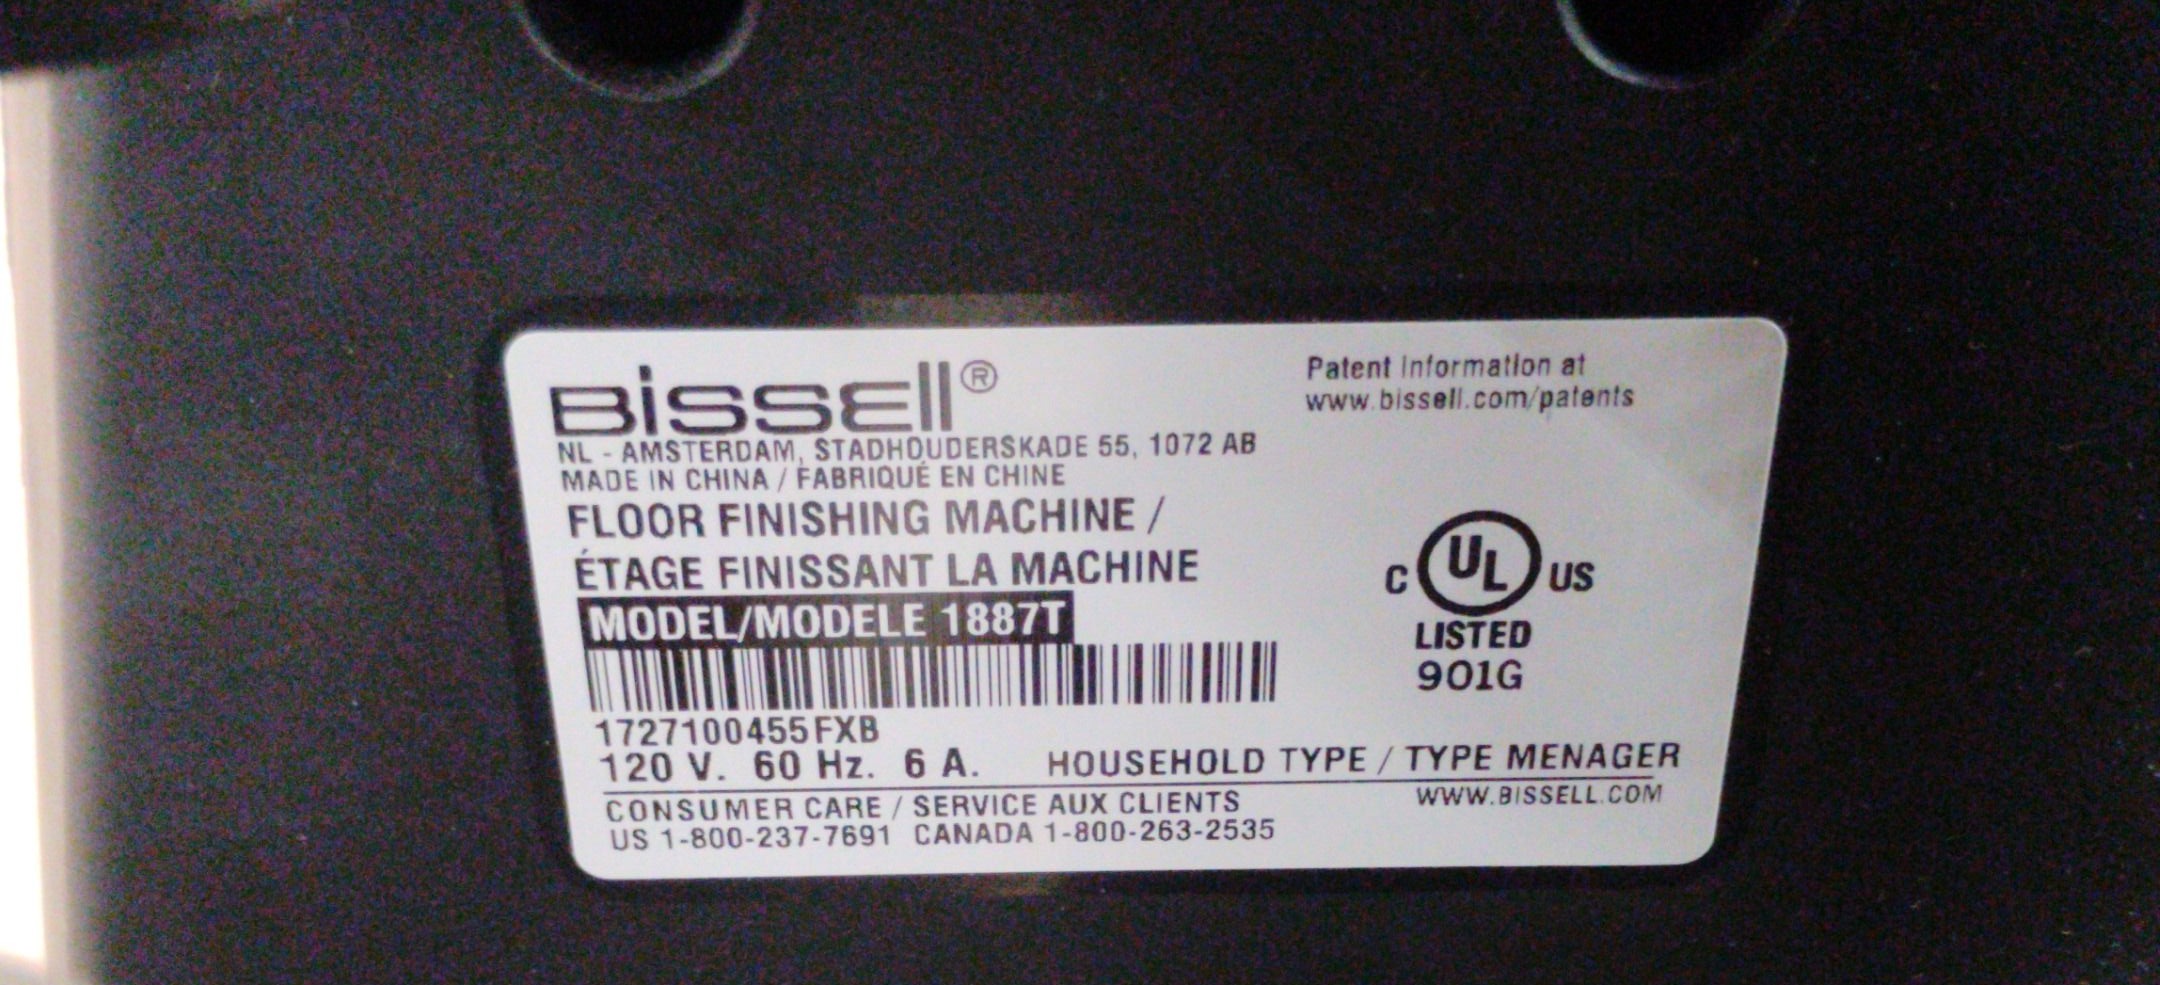 BISSELL®
NL - AMSTERDAM, STADHOUDERSKADE 55, 1072 AB
MADE IN CHINA / FABRIQUÉ EN CHINE
FLOOR FINISHING MACHINE /
ÉTAGE FINISSANT LA MACHINE
MODEL/MODELE 1887T
1727100455FXB
120 V. 60 Hz. 6 A. HOUSEHOLD TYPE / TYPE MENAGER
CONSUMER CARE / SERVICE AUX CLIENTS
US 1-800-237-7691 CANADA 1-800-263-2535
WWW.BISSELL.COM
Patent Information at
www.bissell.com/patents
C UL US
LISTED
901G